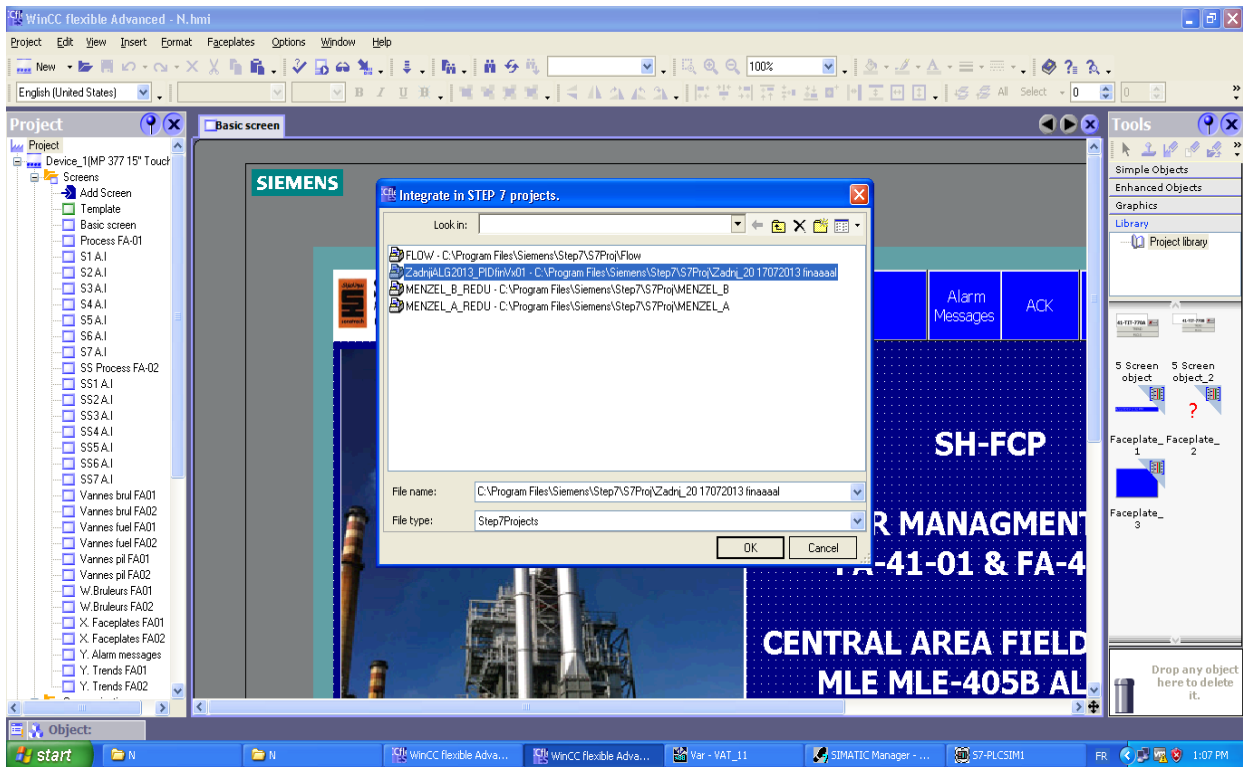 WinCC flexible Advanced - N.hmi
Project Edit View Insert Format Faceplates Options Window Help
New 100%
English (United States) B I U All Select 0 0
Project
Basic screen
Tools
Project
Device_1(MP 377 15" Touch
Screens
Add Screen
Template
Basic screen
Process FA-01
S1 A.I
S2 A.I
S3 A.I
S4 A.I
S5 A.I
S6 A.I
S7 A.I
SS Process FA-02
SS1 A.I
SS2 A.I
SS3 A.I
SS4 A.I
SS5 A.I
SS6 A.I
SS7 A.I
Vannes brul FA01
Vannes brul FA02
Vannes fuel FA01
Vannes fuel FA02
Vannes pil FA01
Vannes pil FA02
W.Bruleurs FA01
W.Bruleurs FA02
X. Faceplates FA01
X. Faceplates FA02
Y. Alarm messages
Y. Trends FA01
Y. Trends FA02
SIEMENS
Integrate in STEP 7 projects.
Look in:
FLOW - C:\Program Files\Siemens\Step7\S7Proj\Flow
ZadnjiALG2013_PIDfinVx01 - C:\Program Files\Siemens\Step7\S7Proj\Zadnj_20 17072013 finaaaal
MENZEL_B_REDU - C:\Program Files\Siemens\Step7\S7Proj\MENZEL_B
MENZEL_A_REDU - C:\Program Files\Siemens\Step7\S7Proj\MENZEL_A
File name: C:\Program Files\Siemens\Step7\S7Proj\Zadnj_20 17072013 finaaaal
File type: Step7Projects
OK Cancel
Alarm
Messages
ACK
SH-FCP
R MANAGMENT
FA-41-01 & FA-4
CENTRAL AREA FIELD
MLE MLE-405B AL
Simple Objects
Enhanced Objects
Graphics
Library
Project library
5 Screen
object
5 Screen
object_2
Faceplate_
1
Faceplate_
2
Faceplate_
3
Drop any object
here to delete
it.
Object:
start N N WinCC flexible Adva... WinCC flexible Adva... Var - VAT_11 SIMATIC Manager - ... S7-PLCSIM1 FR 1:07 PM